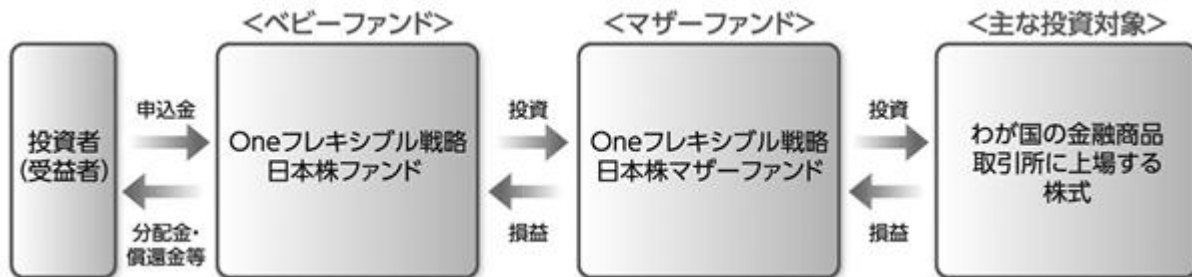 <ベビーファンド>
<マザーファンド>
<主な投資対象>
投資者
(受益者)
申込金
分配金・
償還金等
Oneフレキシブル戦略
日本株ファンド
投資
損益
Oneフレキシブル戦略
日本株マザーファンド
投資
損益
わが国の金融商品
取引所に上場する
株式